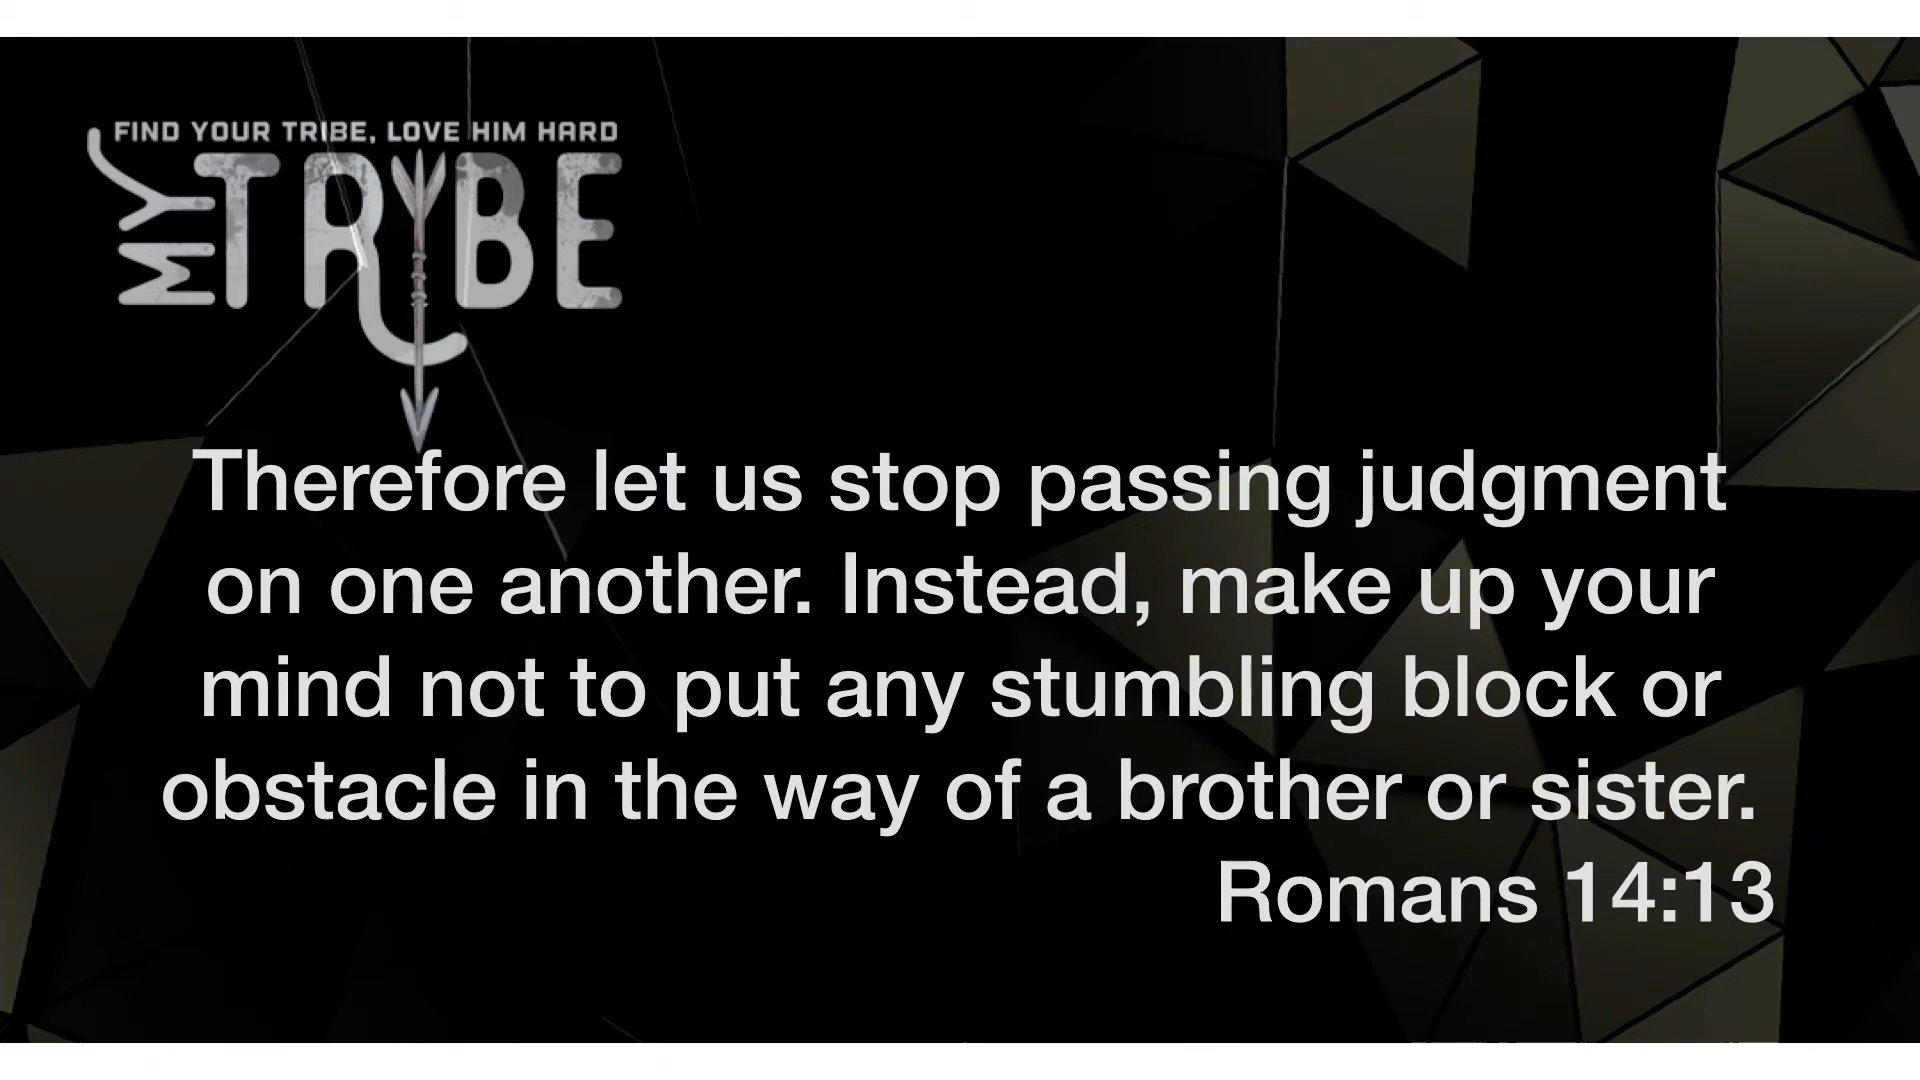 FIND YOUR TRIBE, LOVE HIM HARD
MY TRYBE
Therefore let us stop passing judgment
on one another. Instead, make up your
mind not to put any stumbling block or
obstacle in the way of a brother or sister.
Romans 14:13